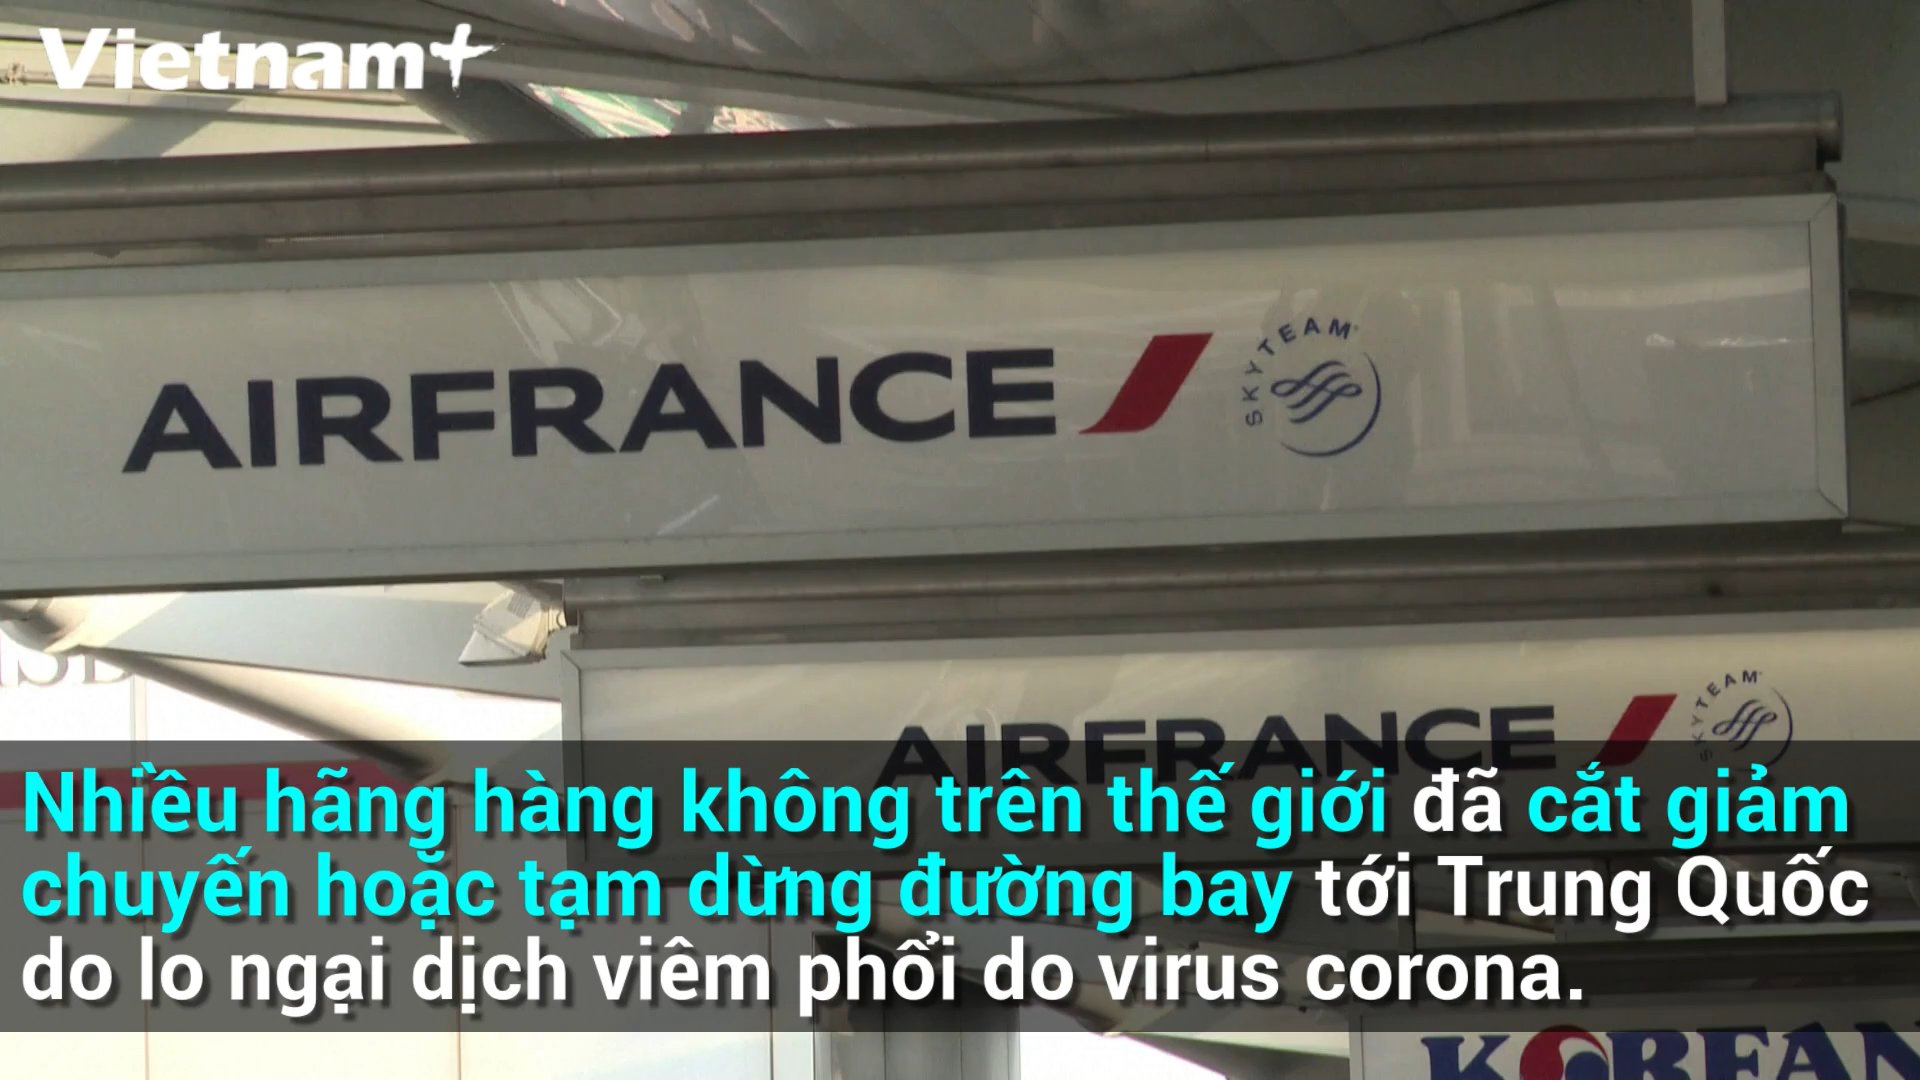 Vietnam+
AIRFRANCE
SKYTEAM
AIRFRANCE
SKYTEAM
Nhiều hãng hàng không trên thế giới đã cắt giảm
chuyến hoặc tạm dừng đường bay tới Trung Quốc
do lo ngại dịch viêm phổi do virus corona.
KOREAN